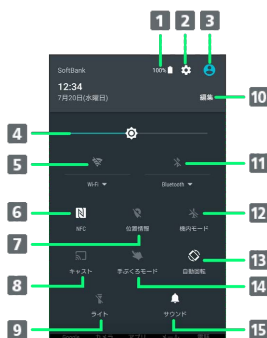 1 2 3
SoftBank 100%
12:34
7月20日(水曜日) 編集 10
4
5 11
Wi-Fi Bluetooth
6 12
NFC 位置情報 機内モード
7 13
キャスト 手ぶくろモード 自動回転
8 14
ライト サウンド
9 15